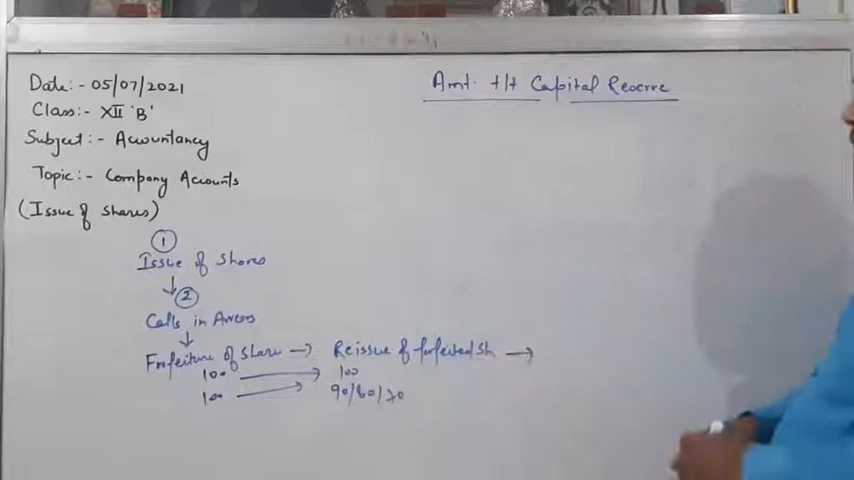 Date:- 05/07/2021
Class:- XII 'B'
Subject:- Accountancy
Topic:- Company Accounts
(Issue of Shares)
Amt. t/t Capital Reserve
1
Issue of Shares
2
Calls in Arrears
Forfeiture of Share → Reissue of forfeited Sh →
100 → 100
100 → 90/80/70